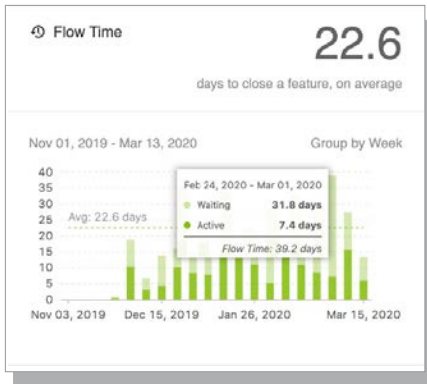 Flow Time
22.6
days to close a feature, on average
Nov 01, 2019 - Mar 13, 2020 Group by Week
40
35
30
25
20
15
10
5
0
Avg: 22.6 days
Feb 24, 2020 - Mar 01, 2020
Waiting 31.8 days
Active 7.4 days
Flow Time: 39.2 days
Nov 03, 2019 Dec 15, 2019 Jan 26, 2020 Mar 15, 2020